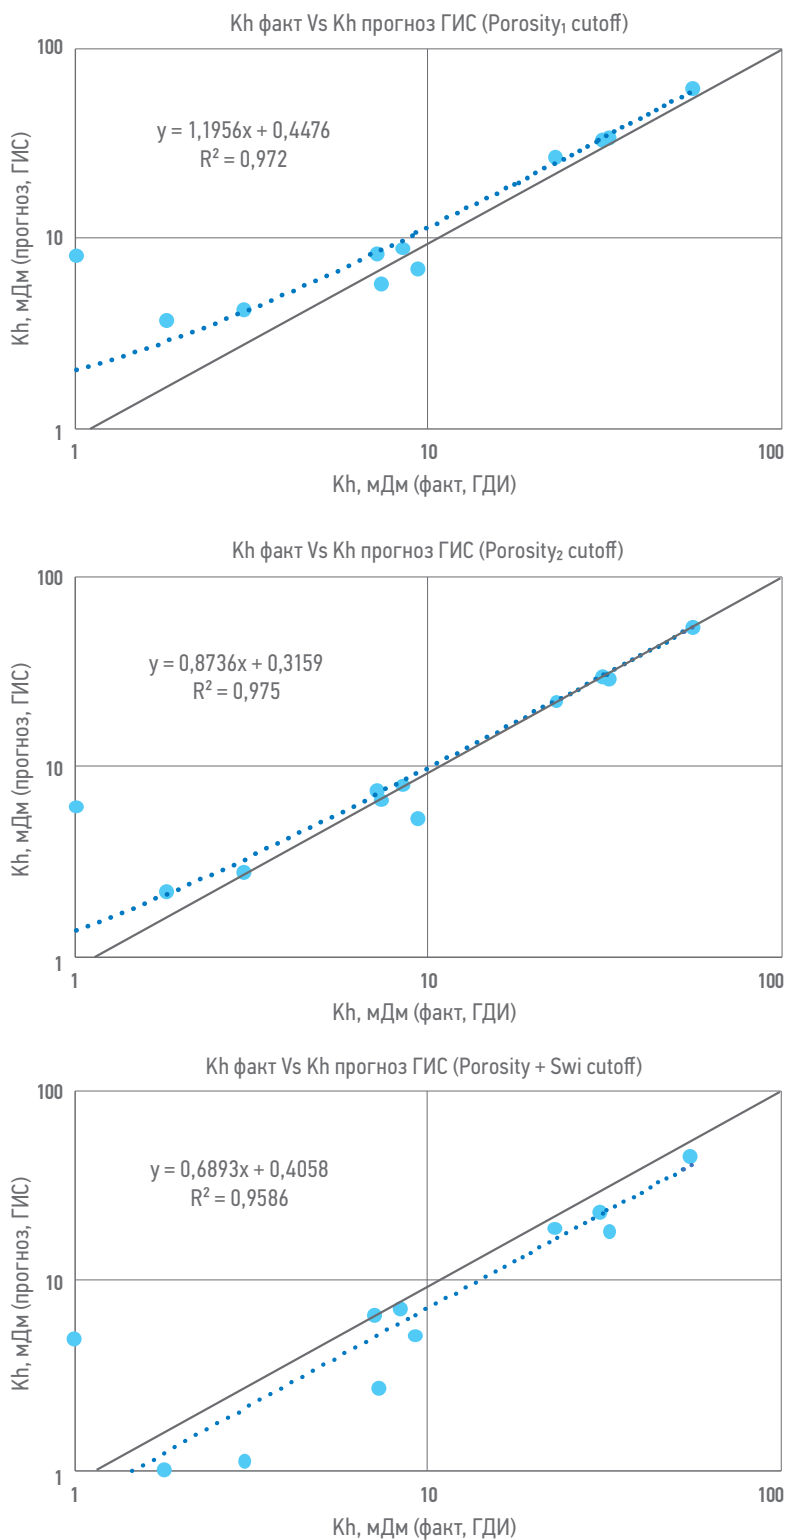 Kh факт Vs Kh прогноз ГИС (Porosity₁ cutoff)
100
y = 1,1956x + 0,4476
R² = 0,972
Kh, мДм (прогноз, ГИС)
10
1
1
10
100
Kh, мДм (факт, ГДИ)
Kh факт Vs Kh прогноз ГИС (Porosity₂ cutoff)
100
y = 0,8736x + 0,3159
R² = 0,975
Kh, мДм (прогноз, ГИС)
10
1
1
10
100
Kh, мДм (факт, ГДИ)
Kh факт Vs Kh прогноз ГИС (Porosity + Swi cutoff)
100
y = 0,6893x + 0,4058
R² = 0,9586
Kh, мДм (прогноз, ГИС)
10
1
1
10
100
Kh, мДм (факт, ГДИ)